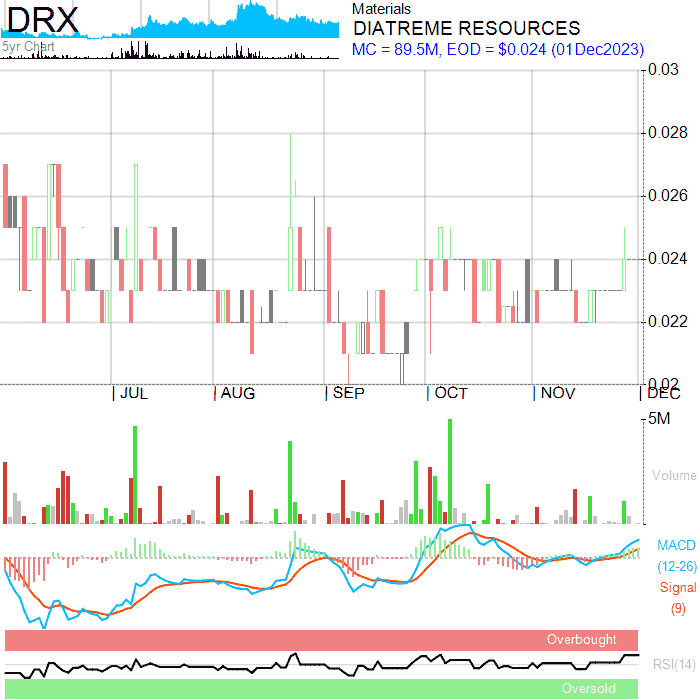 DRX
5yr Chart
Materials
DIATREME RESOURCES
MC = 89.5M, EOD = $0.024 (01Dec2023)
0.03
0.028
0.026
0.024
0.022
0.02
JUL AUG SEP OCT NOV DEC
5M
Volume
MACD
(12-26)
Signal
(9)
Overbought
RSI(14)
Oversold